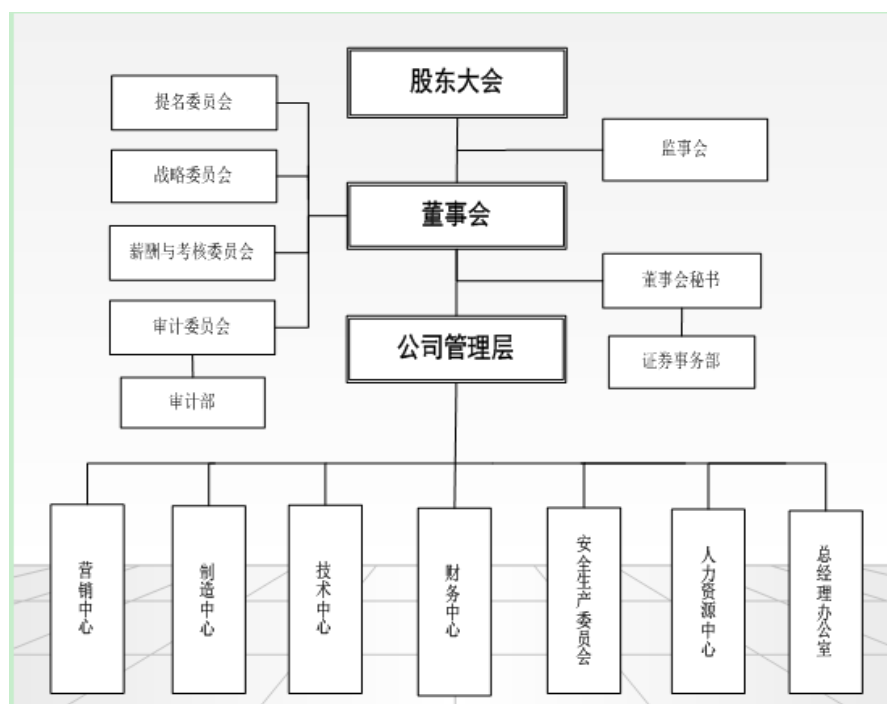 股东大会
提名委员会
监事会
战略委员会
董事会
薪酬与考核委员会
董事会秘书
审计委员会
公司管理层
证券事务部
审计部
营销中心
制造中心
技术中心
财务中心
安全生产委员会
人力资源中心
总经理办公室